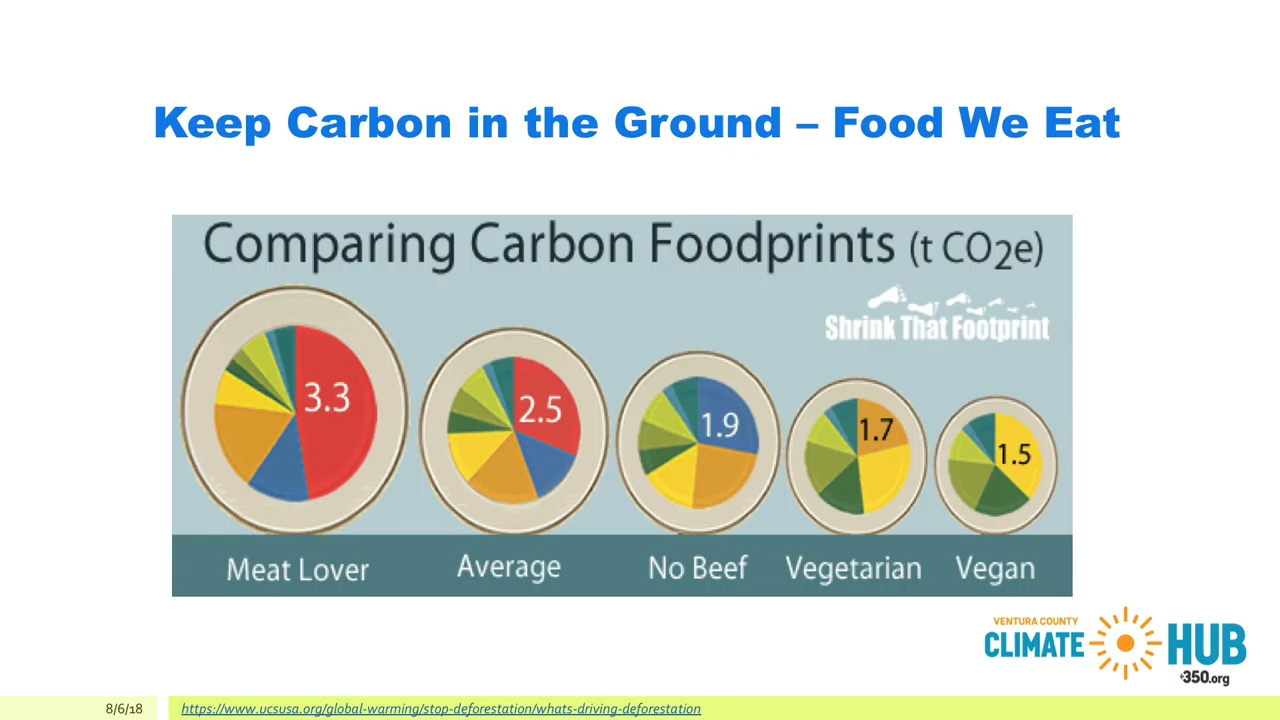 Keep Carbon in the Ground – Food We Eat
Comparing Carbon Foodprints (t CO2e)
Shrink That Footprint
3.3
2.5
1.9
1.7
1.5
Meat Lover
Average
No Beef
Vegetarian
Vegan
VENTURA COUNTY
CLIMATE HUB
350.org
8/6/18
https://www.ucsusa.org/global-warming/stop-deforestation/whats-driving-deforestation